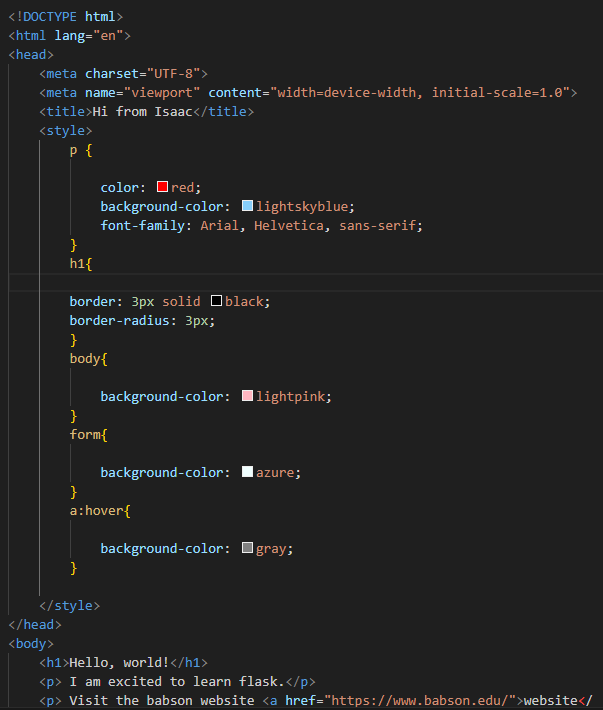 <!DOCTYPE html>
<html lang="en">
<head>
    <meta charset="UTF-8">
    <meta name="viewport" content="width=device-width, initial-scale=1.0">
    <title>Hi from Isaac</title>
    <style>
        p {

            color: red;
            background-color: lightskyblue;
            font-family: Arial, Helvetica, sans-serif;
        }
        h1{

        border: 3px solid black;
        border-radius: 3px;
        }
        body{

            background-color: lightpink;
        }
        form{

            background-color: azure;
        }
        a:hover{

            background-color: gray;
        }

    </style>
</head>
<body>
    <h1>Hello, world!</h1>
    <p> I am excited to learn flask.</p>
    <p> Visit the babson website <a href="https://www.babson.edu/">website</